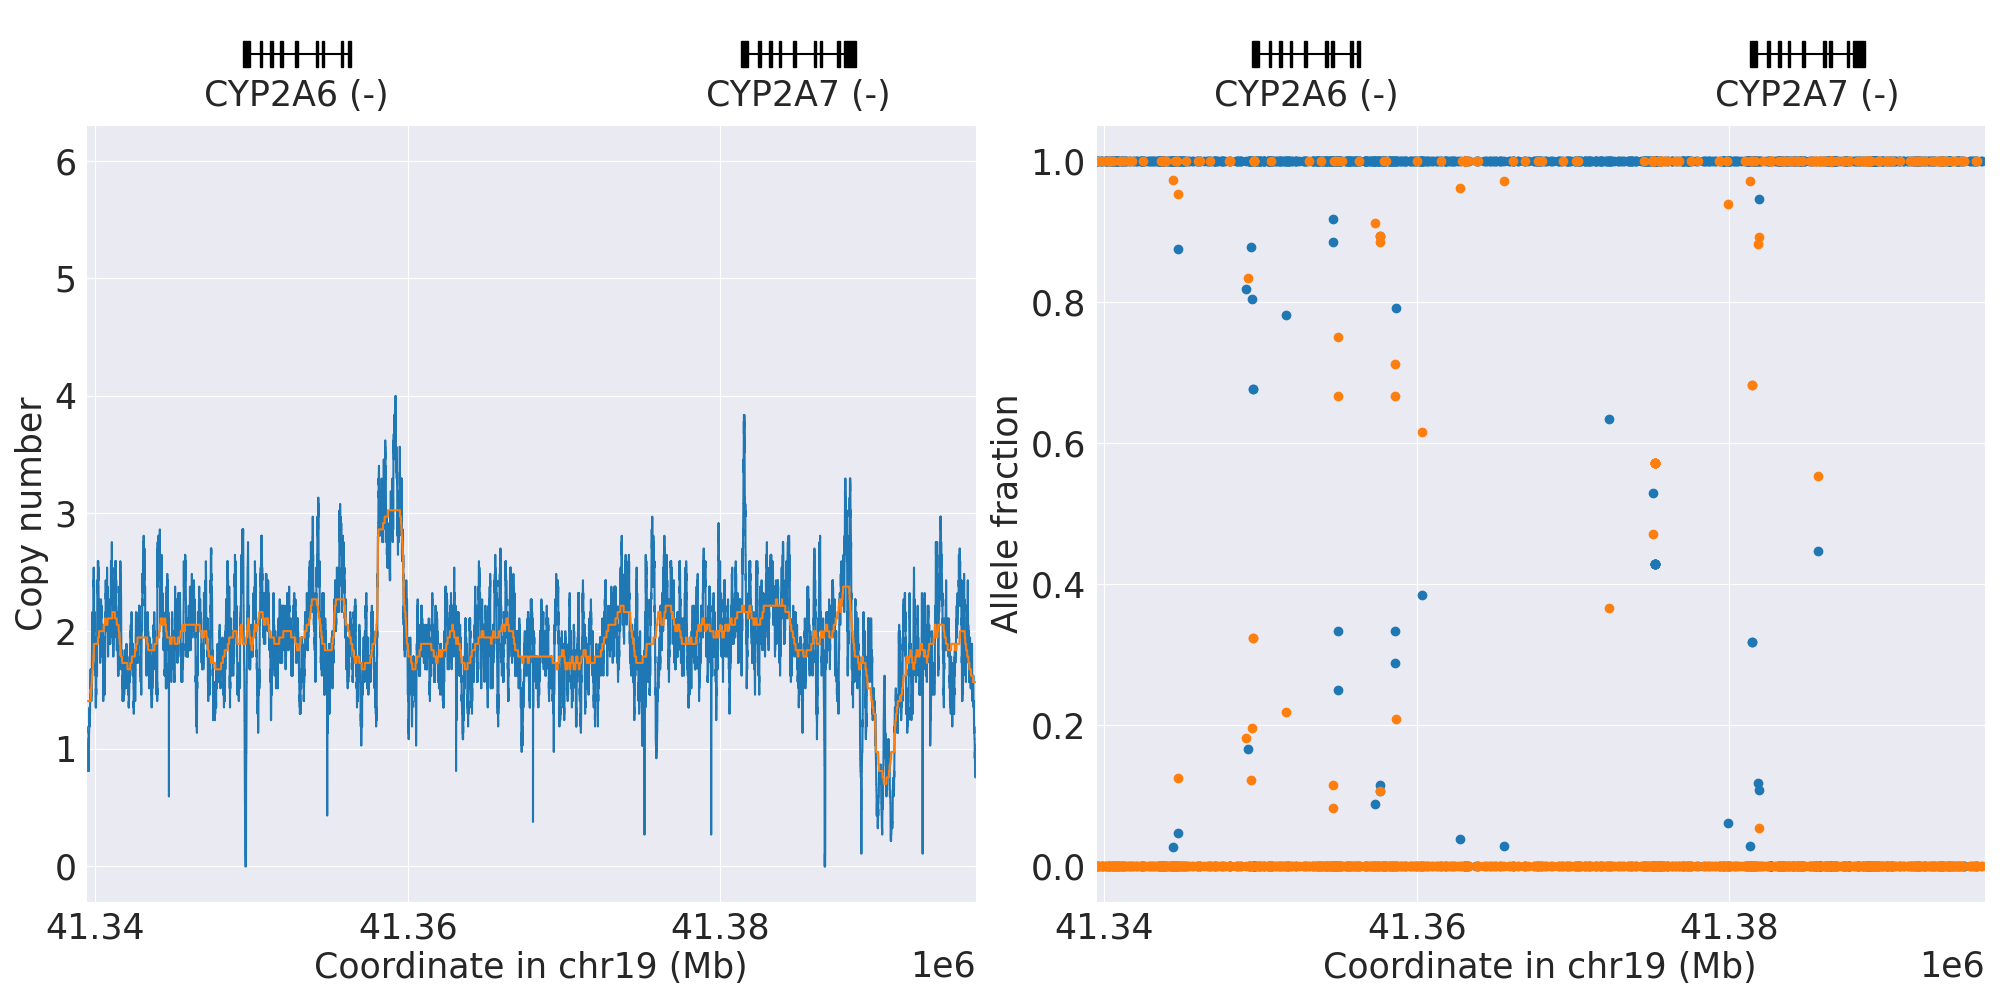 CYP2A6 (-) CYP2A7 (-)
6
5
4
3
2
1
0
Copy number
41.34 41.36 41.38
Coordinate in chr19 (Mb) 1e6
CYP2A6 (-) CYP2A7 (-)
1.0
0.8
0.6
0.4
0.2
0.0
Allele fraction
41.34 41.36 41.38
Coordinate in chr19 (Mb) 1e6